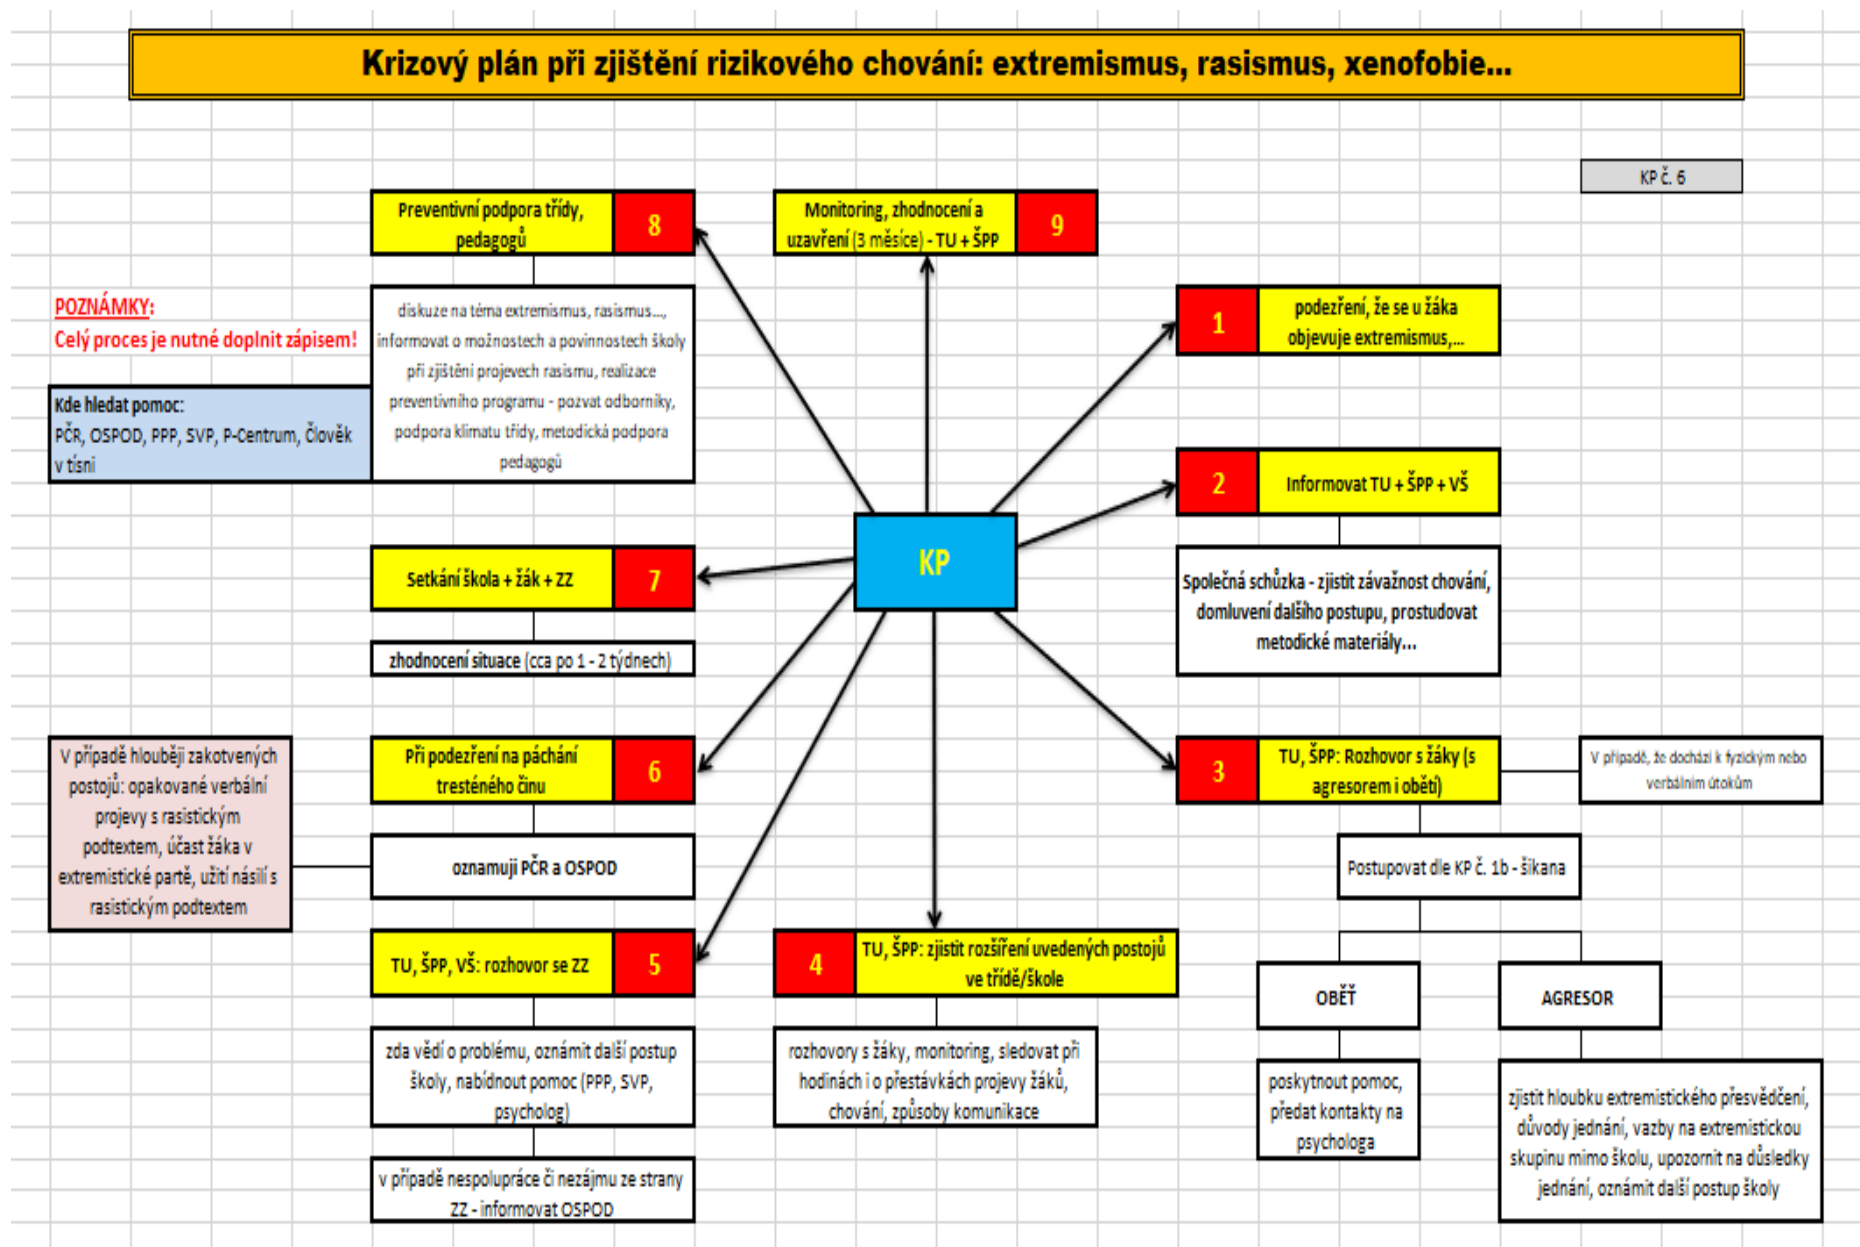 Krizový plán při zjištění rizikového chování: extremismus, rasismus, xenofobie...
KP č. 6
Preventivní podpora třídy,
pedagogů
8
Monitoring, zhodnocení a
uzavření (3 měsíce) - TU + ŠPP
9
POZNÁMKY:
Celý proces je nutné doplnit zápisem!
Kde hledat pomoc:
PČR, OSPOD, PPP, SVP, P-Centrum, Člověk
v tísni
diskuze na téma extremismus, rasismus...,
informovat o možnostech a povinnostech školy
při zjištění projevech rasismu, realizace
preventivního programu - pozvat odborníky,
podpora klimatu třídy, metodická podpora
pedagogů
1
podezření, že se u žáka
objevuje extremismus,...
2
Informovat TU + ŠPP + VŠ
Společná schůzka - zjistit závažnost chování,
domluvení dalšího postupu, prostudovat
metodické materiály...
KP
Setkání škola + žák + ZZ
7
zhodnocení situace (cca po 1 - 2 týdnech)
V případě hlouběji zakotvených
postojů: opakované verbální
projevy s rasistickým
podtextem, účast žáka v
extremistické partě, užití násilí s
rasistickým podtextem
Při podezření na páchání
tresténého činu
6
oznamuji PČR a OSPOD
3
TU, ŠPP: Rozhovor s žáky (s
agresorem i obětí)
V případě, že dochází k fyzickým nebo
verbálním útokům
Postupovat dle KP č. 1b - šikana
OBĚŤ
AGRESOR
poskytnout pomoc,
předat kontakty na
psychologa
zjistit hloubku extremistického přesvědčení,
důvody jednání, vazby na extremistickou
skupinu mimo školu, upozornit na důsledky
jednání, oznámit další postup školy
4
TU, ŠPP: zjistit rozšíření uvedených postojů
ve třídě/škole
rozhovory s žáky, monitoring, sledovat při
hodinách i o přestávkách projevy žáků,
chování, způsoby komunikace
TU, ŠPP, VŠ: rozhovor se ZZ
5
zda vědí o problému, oznámit další postup
školy, nabídnout pomoc (PPP, SVP,
psycholog)
v případě nespolupráce či nezájmu ze strany
ZZ - informovat OSPOD